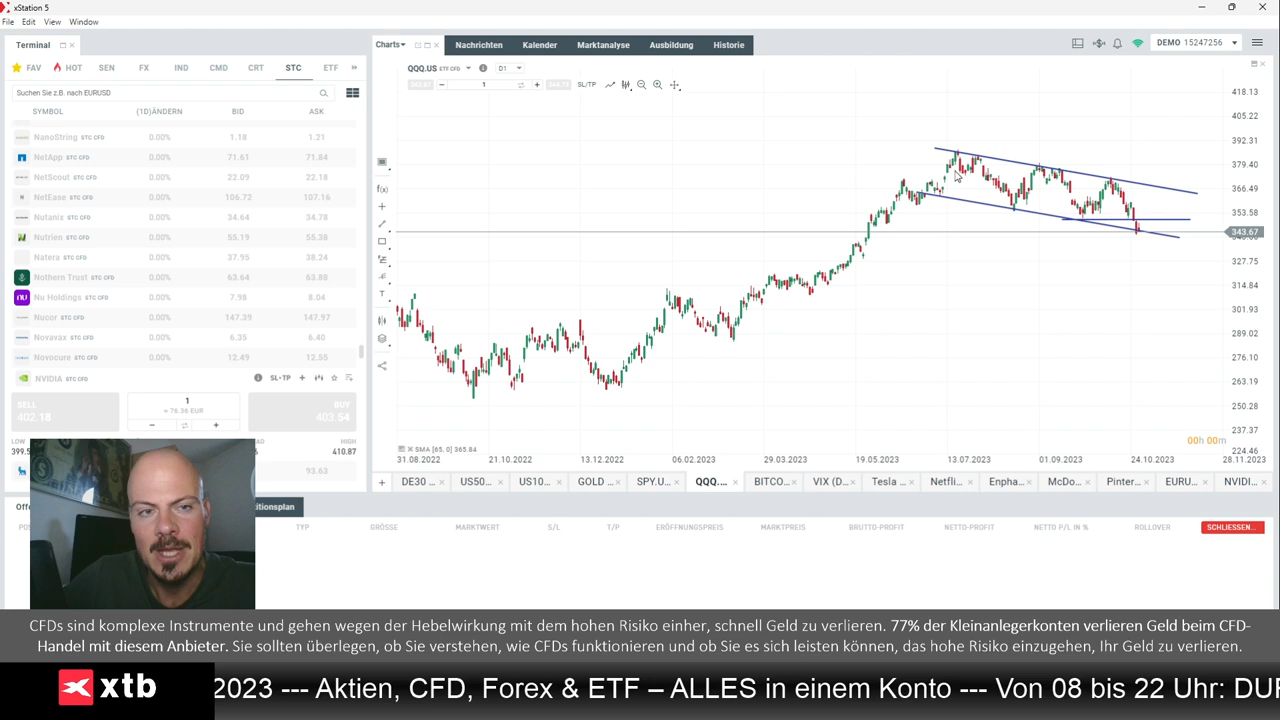 xStation 5
File Edit View Window
Terminal
FAV HOT SEN FX IND CMD CRT STC ETF
Suchen Sie z.B. nach EURUSD
SYMBOL (1D)ÄNDERN BID ASK
NanoString STC CFD 0.00% 1.18 1.21
NetApp STC CFD 0.00% 71.61 71.84
NetScout STC CFD 0.00% 22.09 22.18
NetEase STC CFD 0.00% 106.72 107.16
Nutanix STC CFD 0.00% 34.64 34.78
Nutrien STC CFD 0.00% 55.19 55.38
Natera STC CFD 0.00% 37.95 38.24
Nothern Trust STC CFD 0.00% 63.64 63.88
Nu Holdings STC CFD 0.00% 7.98 8.04
Nucor STC CFD 0.00% 147.39 147.97
Novavax STC CFD 0.00% 6.35 6.40
Novocure STC CFD 0.00% 12.49 12.55
NVIDIA STC CFD SL+TP
SELL 402.18
1
≈ 76.36 EUR
BUY 403.54
LOW HIGH
399.5 410.87
93.63
Charts Nachrichten Kalender Marktanalyse Ausbildung Historie
DEMO 15247256
QQQ.US ETF CFD D1
1 SL/TP
418.13
405.22
392.31
379.40
366.49
353.58
343.67
327.75
314.84
301.93
289.02
276.10
263.19
250.28
237.37
224.46
00h 00m
SMA [65, 0] 365.84
31.08.2022 21.10.2022 13.12.2022 06.02.2023 29.03.2023 19.05.2023 13.07.2023 01.09.2023 24.10.2023 28.11.2023
DE30 ... US50... US10... GOLD ... SPY.U... QQQ.... BITCO... VIX (D... Tesla ... Netfli... Enpha... McDo... Pinter... EURU... NVIDI...
itionsplan
TYP GRÖSSE MARKTWERT S/L T/P ERÖFFNUNGSPREIS MARKTPREIS BRUTTO-PROFIT NETTO-PROFIT NETTO P/L IN % ROLLOVER SCHLIESSEN...
CFDs sind komplexe Instrumente und gehen wegen der Hebelwirkung mit dem hohen Risiko einher, schnell Geld zu verlieren. 77% der Kleinanlegerkonten verlieren Geld beim CFD-
Handel mit diesem Anbieter. Sie sollten überlegen, ob Sie verstehen, wie CFDs funktionieren und ob Sie es sich leisten können, das hohe Risiko einzugehen, Ihr Geld zu verlieren.
xtb 2023 --- Aktien, CFD, Forex & ETF – ALLES in einem Konto --- Von 08 bis 22 Uhr: